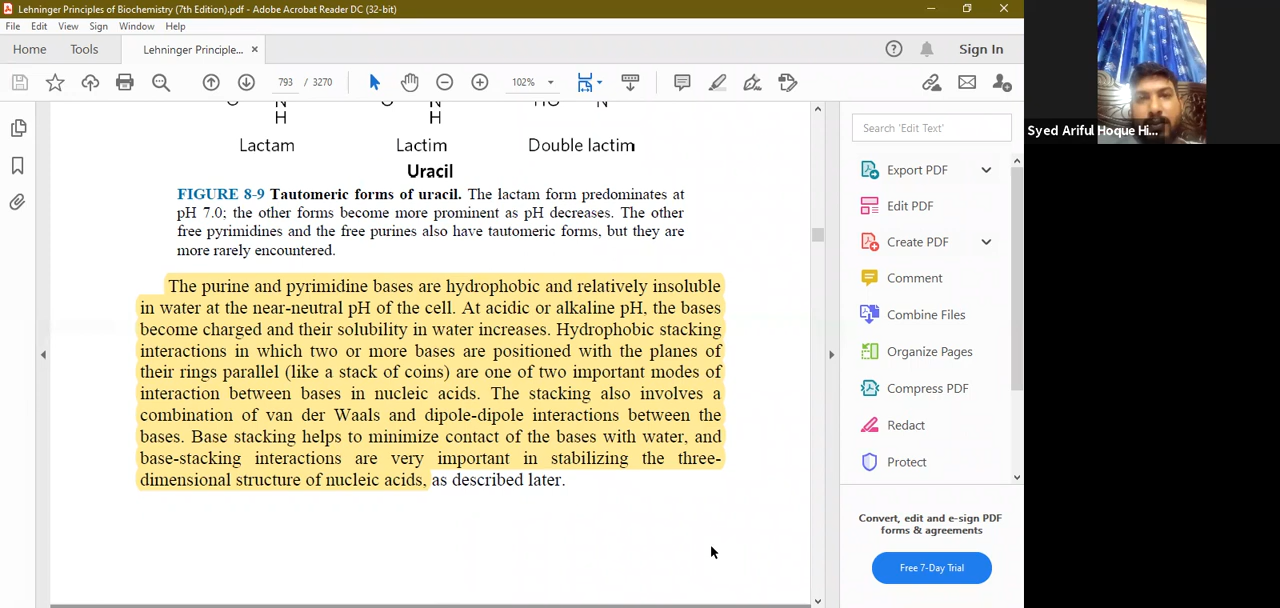 Lehninger Principles of Biochemistry (7th Edition).pdf - Adobe Acrobat Reader DC (32-bit)
File Edit View Sign Window Help
Home Tools Lehninger Principle... × Sign In
793 / 3270 102%
N N HO N
H H
Lactam Lactim Double lactim
Uracil
FIGURE 8-9 Tautomeric forms of uracil. The lactam form predominates at
pH 7.0; the other forms become more prominent as pH decreases. The other
free pyrimidines and the free purines also have tautomeric forms, but they are
more rarely encountered.
The purine and pyrimidine bases are hydrophobic and relatively insoluble
in water at the near-neutral pH of the cell. At acidic or alkaline pH, the bases
become charged and their solubility in water increases. Hydrophobic stacking
interactions in which two or more bases are positioned with the planes of
their rings parallel (like a stack of coins) are one of two important modes of
interaction between bases in nucleic acids. The stacking also involves a
combination of van der Waals and dipole-dipole interactions between the
bases. Base stacking helps to minimize contact of the bases with water, and
base-stacking interactions are very important in stabilizing the three-
dimensional structure of nucleic acids, as described later.
Search 'Edit Text'
Export PDF
Edit PDF
Create PDF
Comment
Combine Files
Organize Pages
Compress PDF
Redact
Protect
Convert, edit and e-sign PDF
forms & agreements
Free 7-Day Trial
Syed Ariful Hoque Hi...